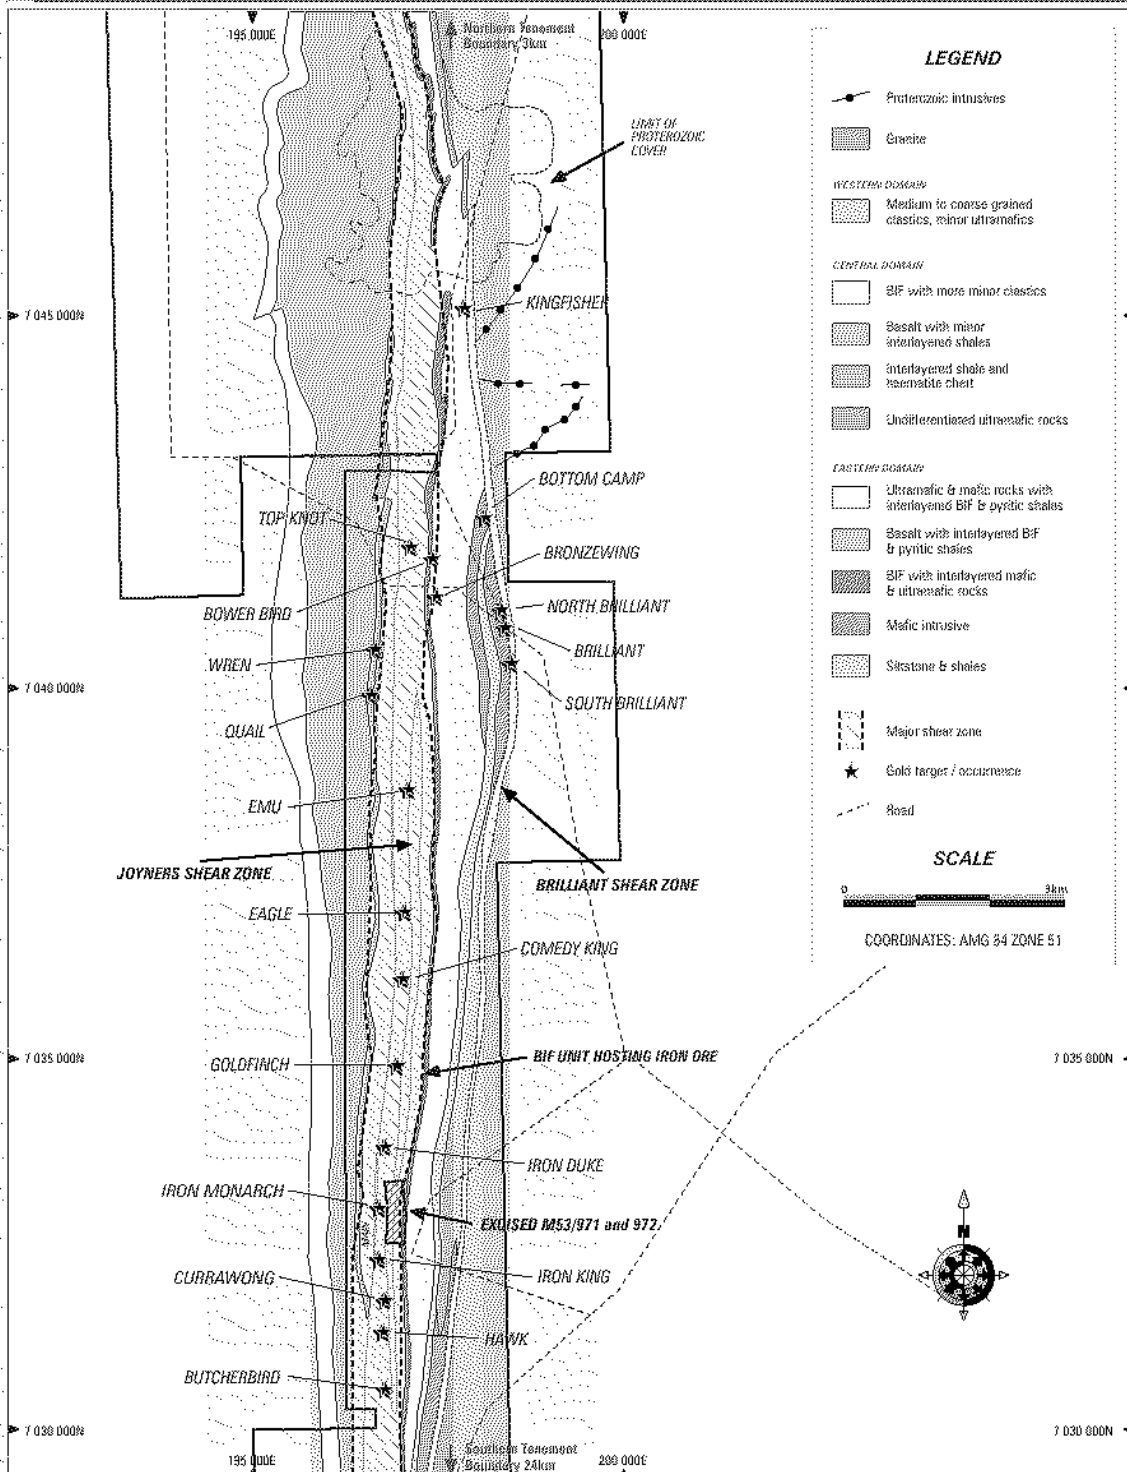 195 000E
Northern Tenement
Boundary 3km
200 000E
LIMIT OF
PROTEROZOIC
COVER
7 045 000N
KINGFISHER
BOTTOM CAMP
TOP KNOT
BRONZEWING
BOWER BIRD
NORTH BRILLIANT
BRILLIANT
WREN
SOUTH BRILLIANT
7 040 000N
QUAIL
EMU
JOYNERS SHEAR ZONE
BRILLIANT SHEAR ZONE
EAGLE
COMEDY KING
GOLDFINCH
BIF UNIT HOSTING IRON ORE
7 035 000N
7 035 000N
IRON DUKE
IRON MONARCH
EXCISED M53/971 and 972
IRON KING
CURRAWONG
HAWK
BUTCHERBIRD
7 030 000N
7 030 000N
195 000E
Southern Tenement
Boundary 24km
200 000E
LEGEND
Proterozoic intrusives
Granite
WESTERN DOMAIN
Medium to coarse grained
clastics, minor ultramafics
CENTRAL DOMAIN
BIF with more minor clastics
Basalt with minor
interlayered shales
Interlayered shale and
haematite chert
Undifferentiated ultramafic rocks
EASTERN DOMAIN
Ultramafic & mafic rocks with
interlayered BIF & pyritic shales
Basalt with interlayered BIF
& pyritic shales
BIF with interlayered mafic
& ultramafic rocks
Mafic intrusive
Siltstone & shales
Major shear zone
Gold target / occurrence
Road
SCALE
0 3km
COORDINATES: AMG 84 ZONE 51
N